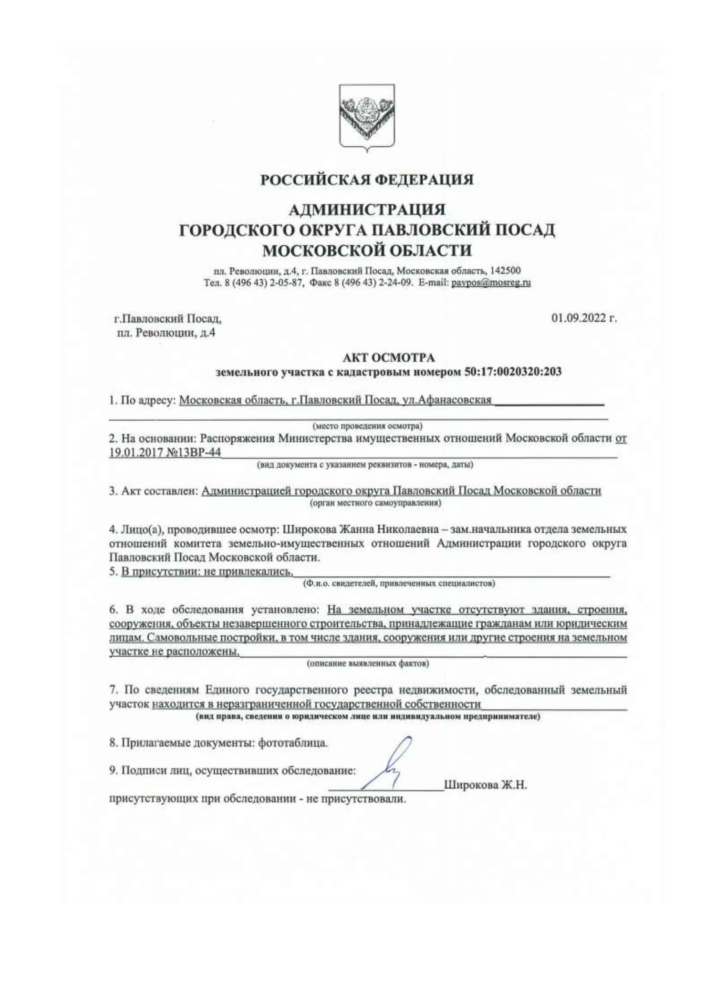 РОССИЙСКАЯ ФЕДЕРАЦИЯ
АДМИНИСТРАЦИЯ
ГОРОДСКОГО ОКРУГА ПАВЛОВСКИЙ ПОСАД
МОСКОВСКОЙ ОБЛАСТИ
пл. Революции, д.4, г. Павловский Посад, Московская область, 142500
Тел. 8 (496 43) 2-05-87, Факс 8 (496 43) 2-24-09. E-mail: pavpos@mosreg.ru
г.Павловский Посад,
01.09.2022 г.
пл. Революции, д.4
АКТ ОСМОТРА
земельного участка с кадастровым номером 50:17:0020320:203
1. По адресу: Московская область, г.Павловский Посад, ул.Афанасовская
(место проведения осмотра)
2. На основании: Распоряжения Министерства имущественных отношений Московской области от
19.01.2017 №13ВР-44
(вид документа с указанием реквизитов - номера, даты)
3. Акт составлен: Администрацией городского округа Павловский Посад Московской области
(орган местного самоуправления)
4. Лицо(а), проводившее осмотр: Широкова Жанна Николаевна – зам.начальника отдела земельных
отношений комитета земельно-имущественных отношений Администрации городского округа
Павловский Посад Московской области.
5. В присутствии: не привлекались.
(Ф.и.о. свидетелей, привлеченных специалистов)
6. В ходе обследования установлено: На земельном участке отсутствуют здания, строения,
сооружения, объекты незавершенного строительства, принадлежащие гражданам или юридическим
лицам. Самовольные постройки, в том числе здания, сооружения или другие строения на земельном
участке не расположены.
(описание выявленных фактов)
7. По сведениям Единого государственного реестра недвижимости, обследованный земельный
участок находится в неразграниченной государственной собственности
(вид права, сведения о юридическом лице или индивидуальном предпринимателе)
8. Прилагаемые документы: фототаблица.
9. Подписи лиц, осуществивших обследование:
Широкова Ж.Н.
присутствующих при обследовании - не присутствовали.